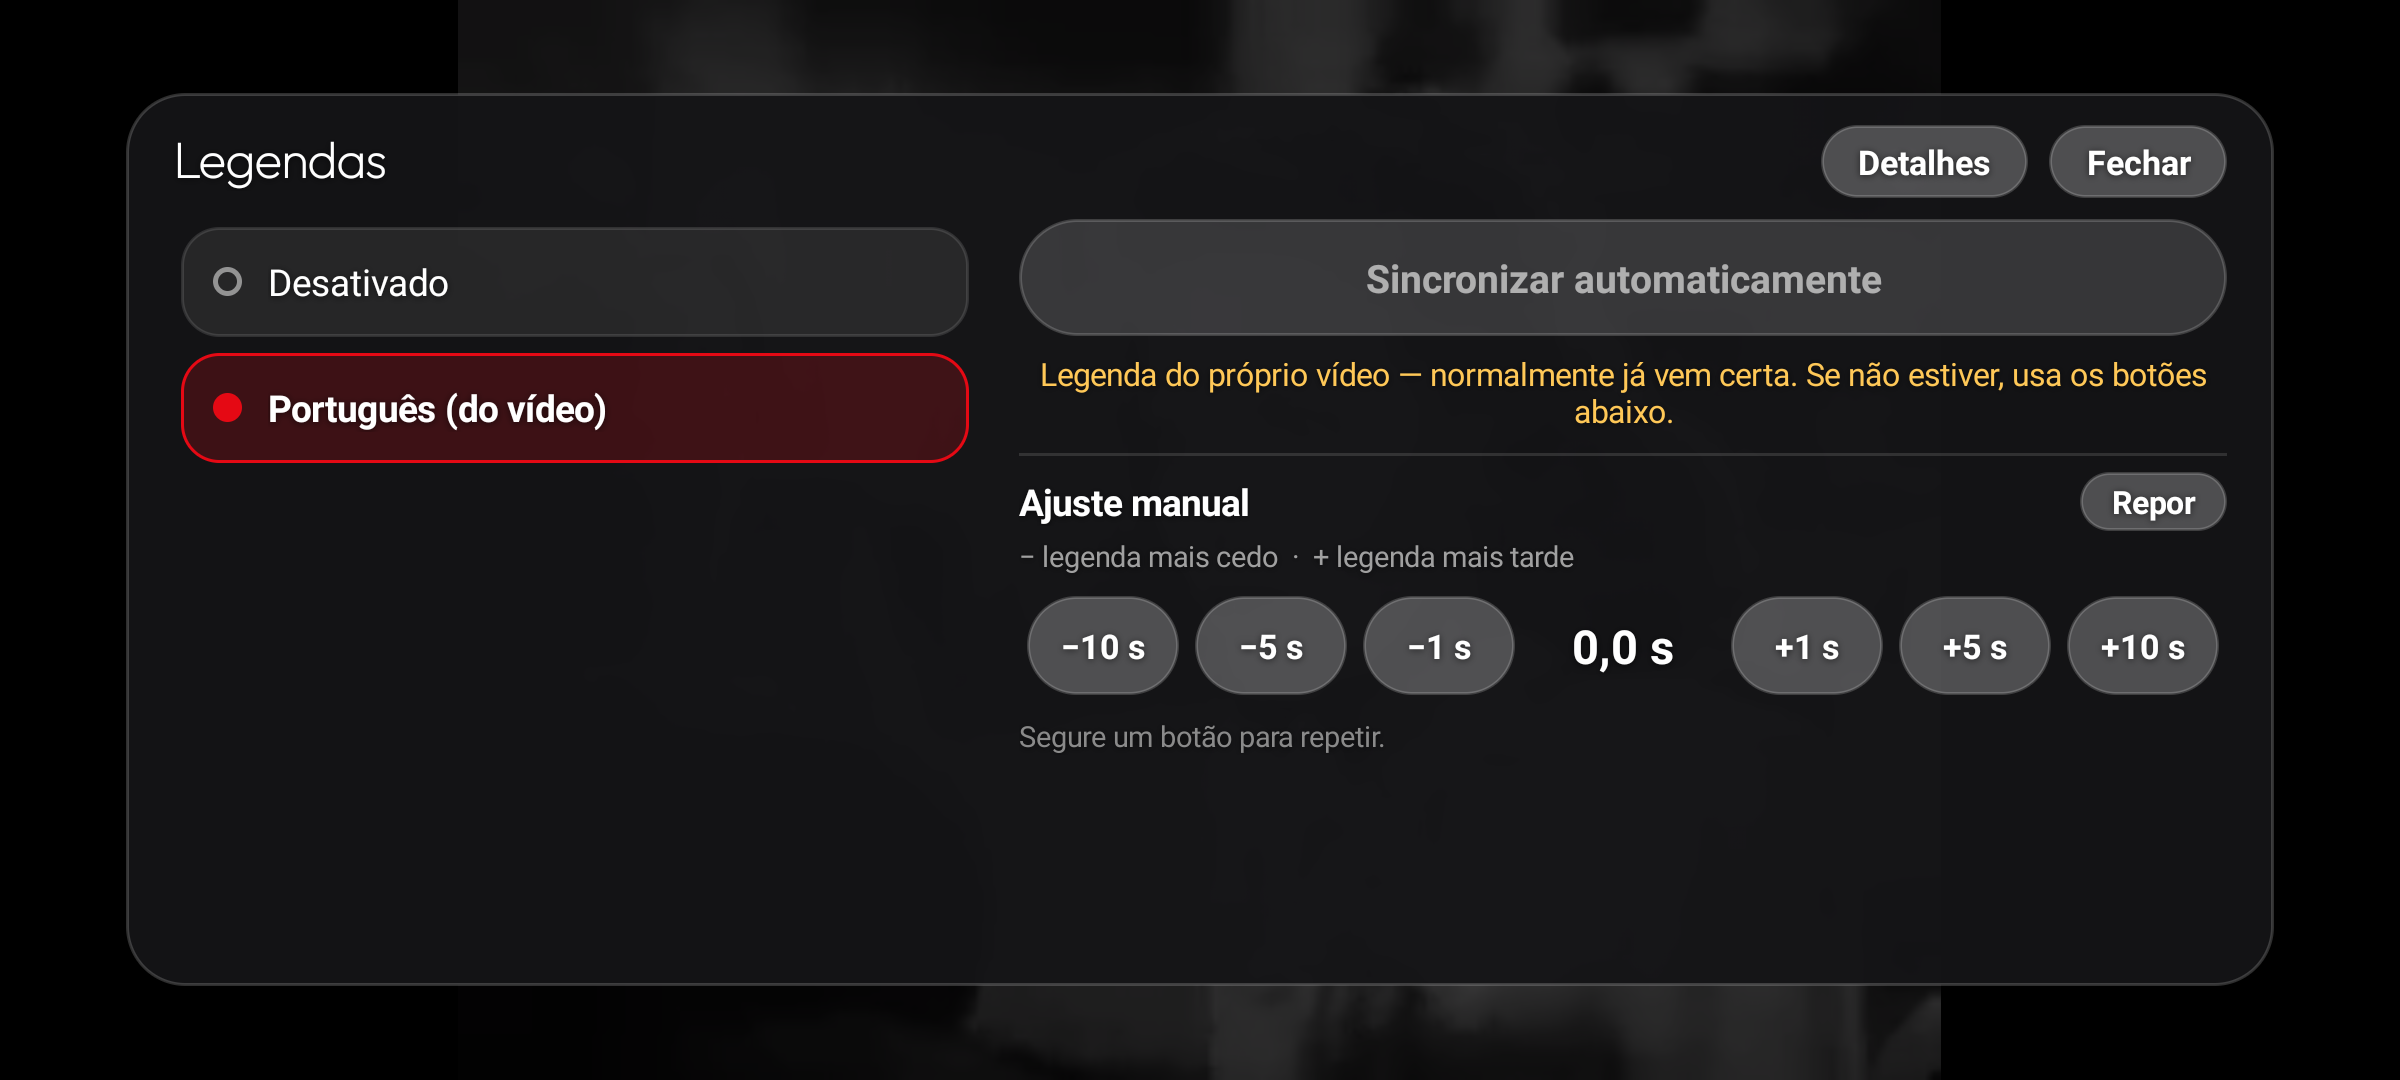 Legendas
Detalhes
Fechar
Desativado
Português (do vídeo)
Sincronizar automaticamente
Legenda do próprio vídeo — normalmente já vem certa. Se não estiver, usa os botões
abaixo.
Ajuste manual
Repor
− legenda mais cedo · + legenda mais tarde
−10 s
−5 s
−1 s
0,0 s
+1 s
+5 s
+10 s
Segure um botão para repetir.